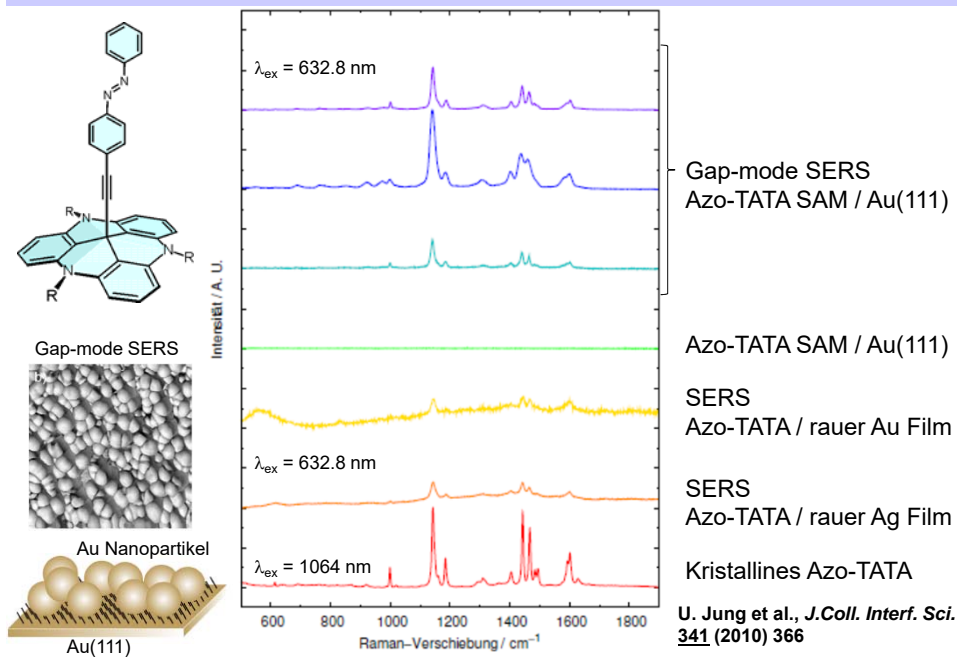 N
N
R
N
N
R
N
R
Gap-mode SERS
Au Nanopartikel
Au(111)
λex = 632.8 nm
λex = 632.8 nm
λex = 1064 nm
Intensität / A. U.
600
800
1000
1200
1400
1600
1800
Raman–Verschiebung / cm⁻¹
Gap-mode SERS
Azo-TATA SAM / Au(111)
Azo-TATA SAM / Au(111)
SERS
Azo-TATA / rauer Au Film
SERS
Azo-TATA / rauer Ag Film
Kristallines Azo-TATA
U. Jung et al., J.Coll. Interf. Sci.
341 (2010) 366